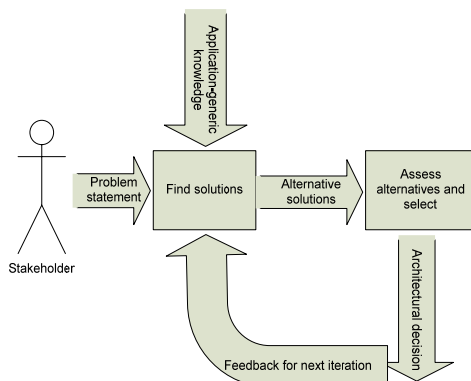 Application-generic
knowledge
Problem
statement
Find solutions
Alternative
solutions
Assess
alternatives and
select
Stakeholder
Architectural
decision
Feedback for next iteration